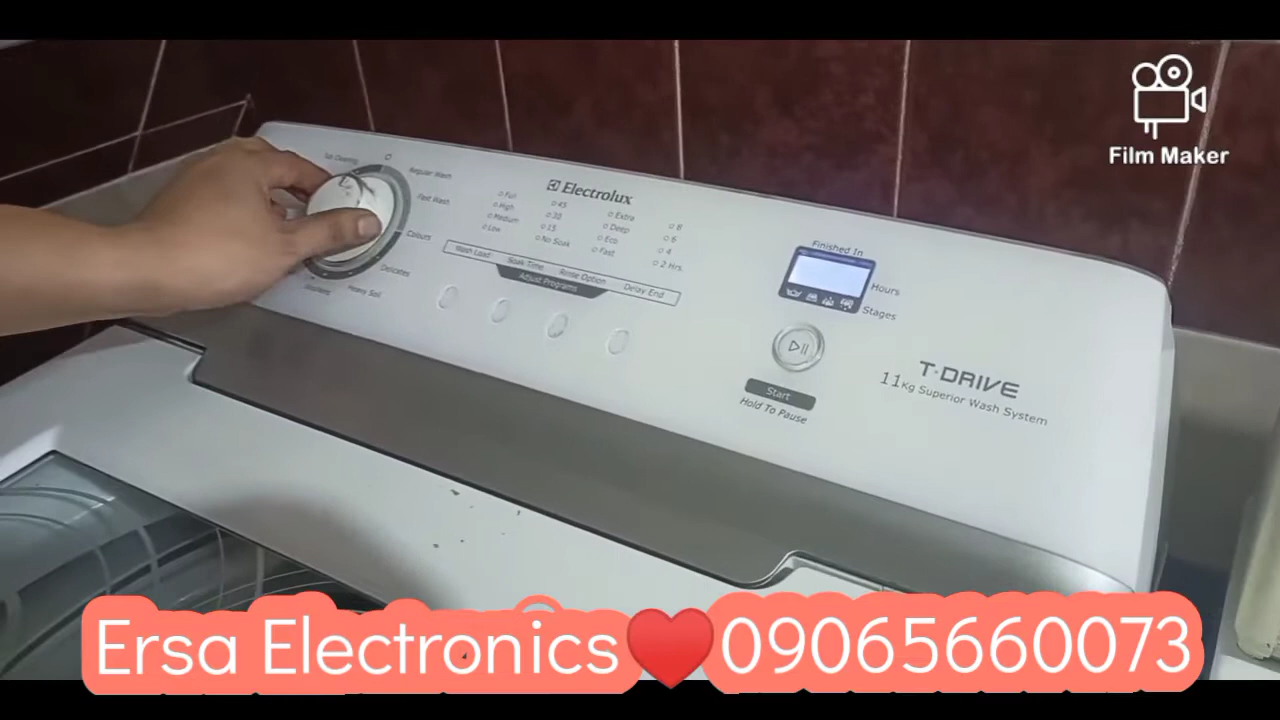 Film Maker
Tub Cleaning
Regular Wash
Fast Wash
Colours
Delicates
Heavy Soil
Electrolux
Full 45 Extra 8
High 30 Deep 6
Medium 15 Eco 4
Low No Soak Fast 2 Hrs.
Wash Load Soak Time Rinse Option Delay End
Adjust Programs
Finished In
Hours
Stages
Start
Hold To Pause
T·DRIVE
11Kg Superior Wash System
Ersa Electronics❤️09065660073